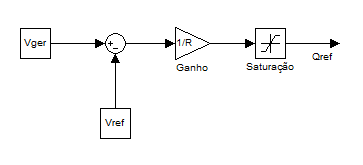 Vger
+
-
1/R
Ganho
Saturação
Qref
Vref